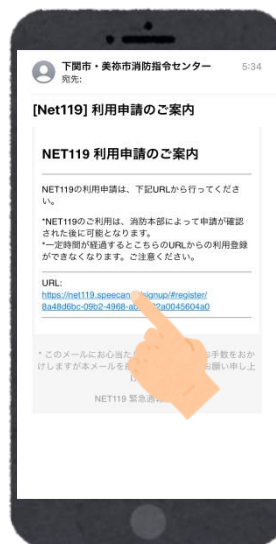 下関市・美祢市消防指令センター 5:34
宛先:
[Net119] 利用申請のご案内
NET119 利用申請のご案内
NET119の利用申請は、下記URLから行ってくださ
い。
*NET119のご利用は、消防本部によって申請が確認
された後に可能となります。
*一定時間が経過するとこちらのURLからの利用登録
ができなくなります。ご注意ください。
URL:
https://net119.speecan signup/#register/
8a48d6bc-09b2-4968-a 2a0045604a0
* このメールにお心当た 手数をおか
けしますが本メールを 願い申し上
NET119 緊急通